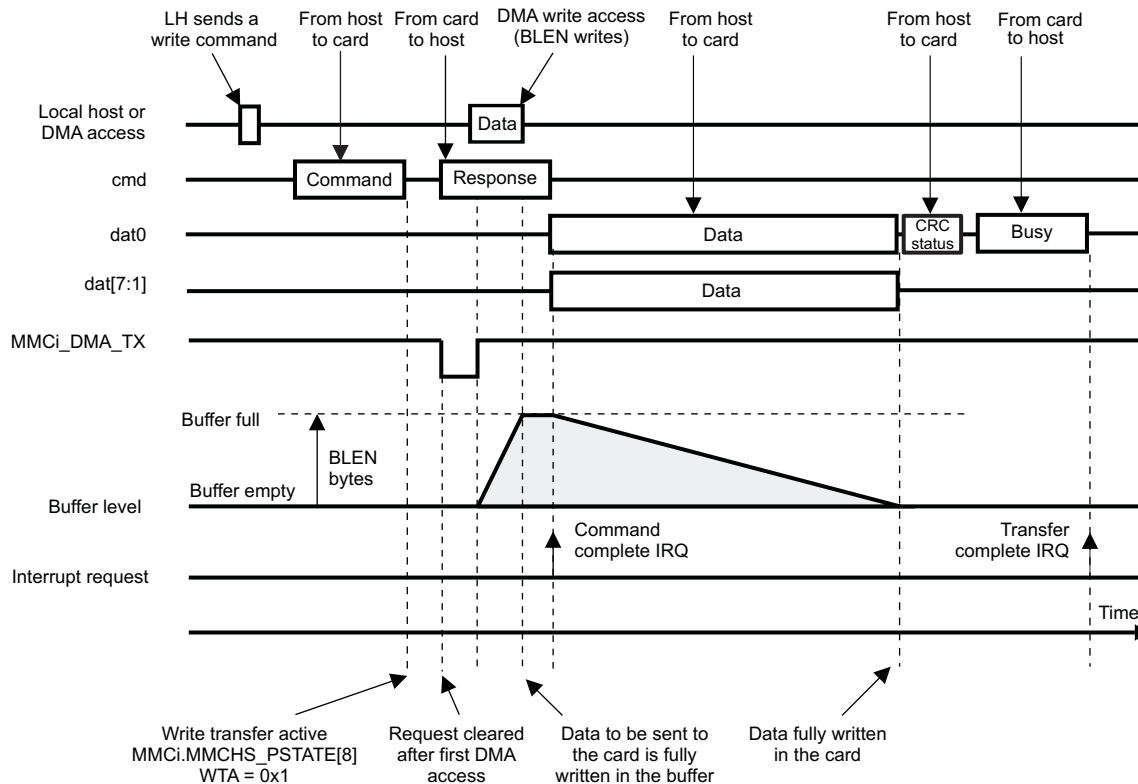 LH sends a
write command
From host
to card
From card
to host
DMA write access
(BLEN writes)
From host
to card
From host
to card
From card
to host
Local host or
DMA access
Data
cmd
Command
Response
dat0
Data
CRC
status
Busy
dat[7:1]
Data
MMCi_DMA_TX
Buffer full
BLEN
bytes
Buffer empty
Buffer level
Command
complete IRQ
Transfer
complete IRQ
Interrupt request
Time
Write transfer active
MMCi.MMCHS_PSTATE[8]
WTA = 0x1
Request cleared
after first DMA
access
Data to be sent to
the card is fully
written in the buffer
Data fully written
in the card